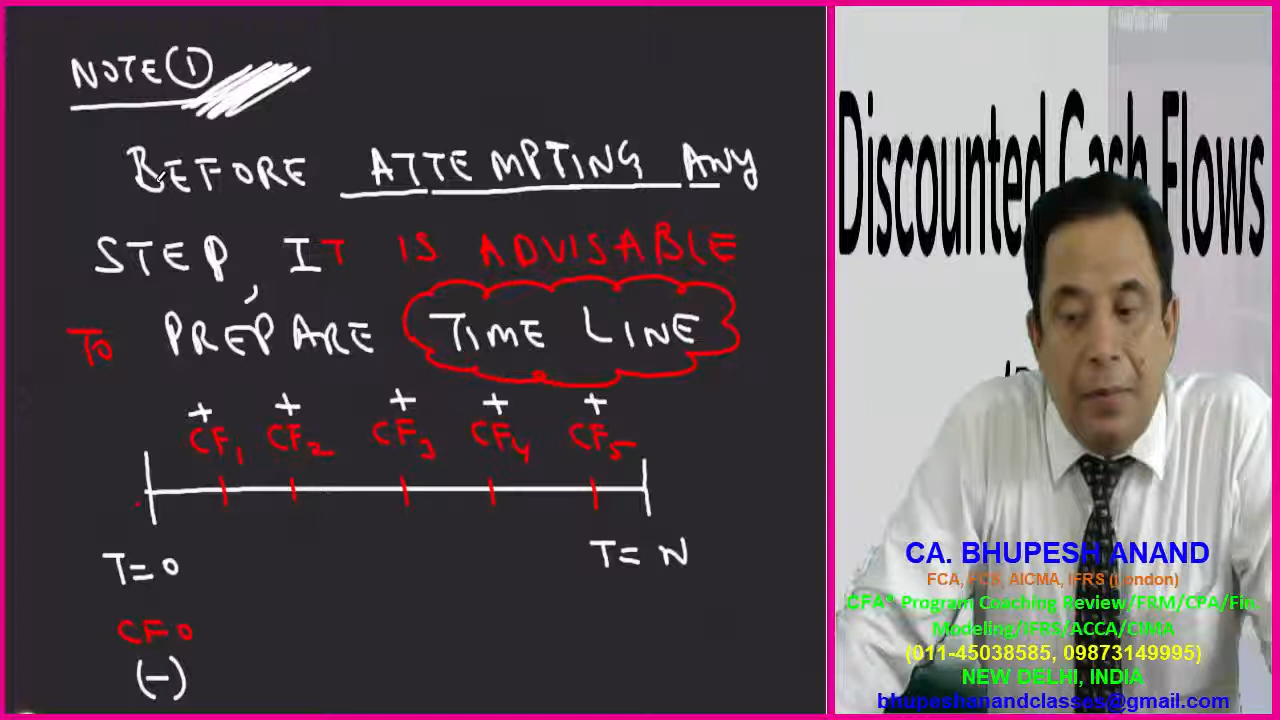 NOTE ①
BEFORE ATTEMPTING ANY
STEP, IT IS ADVISABLE
TO PREPARE TIME LINE
+ + + + +
CF1 CF2 CF3 CF4 CF5
T=0 T=N
CF0
(-)
Discounted Cash Flows
CA. BHUPESH ANAND
FCA, FCS, AICMA, IFRS (London)
CFA® Program Coaching Review/FRM/CPA/Fin
Modeling/IFRS/ACCA/CIMA
(011-45038585, 09873149995)
NEW DELHI, INDIA
bhupeshanandclasses@gmail.com